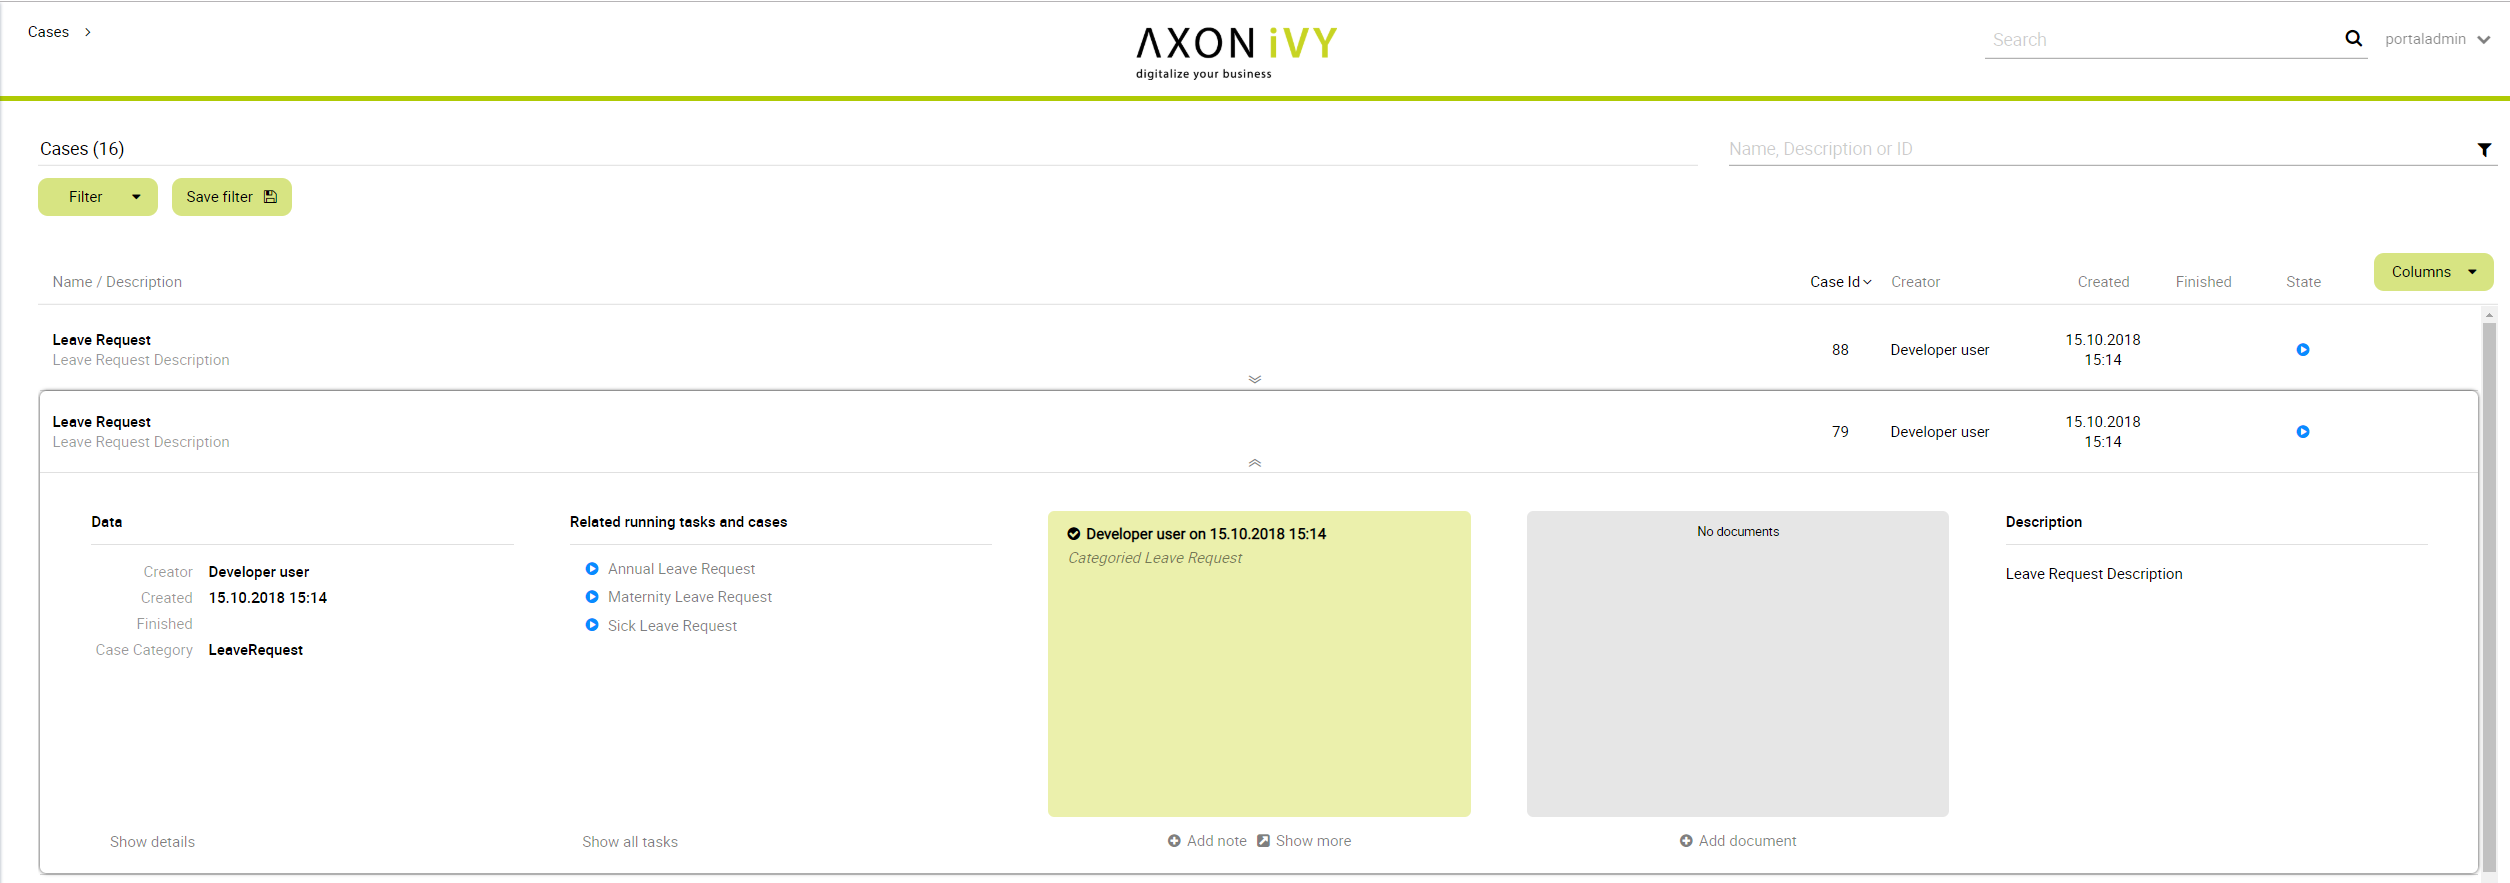 Cases
AXON iVY
digitalize your business
Search
portaladmin
Cases (16)
Name, Description or ID
Filter
Save filter
Columns
Name / Description
Case Id
Creator
Created
Finished
State
Leave Request
Leave Request Description
88
Developer user
15.10.2018
15:14
Leave Request
Leave Request Description
79
Developer user
15.10.2018
15:14
Data
Creator Developer user
Created 15.10.2018 15:14
Finished
Case Category LeaveRequest
Show details
Related running tasks and cases
Annual Leave Request
Maternity Leave Request
Sick Leave Request
Show all tasks
Developer user on 15.10.2018 15:14
Categoried Leave Request
Add note Show more
No documents
Add document
Description
Leave Request Description